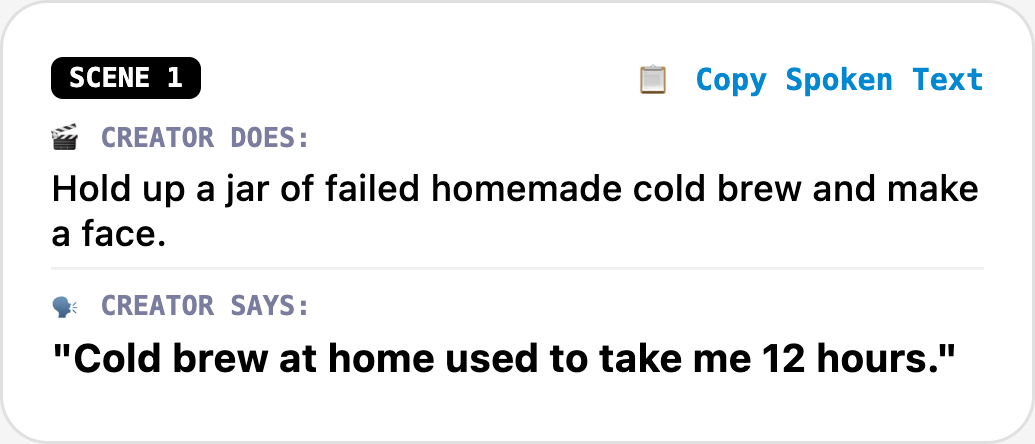 SCENE 1
📋 Copy Spoken Text
🎬 CREATOR DOES:
Hold up a jar of failed homemade cold brew and make
a face.
🗣️ CREATOR SAYS:
"Cold brew at home used to take me 12 hours."